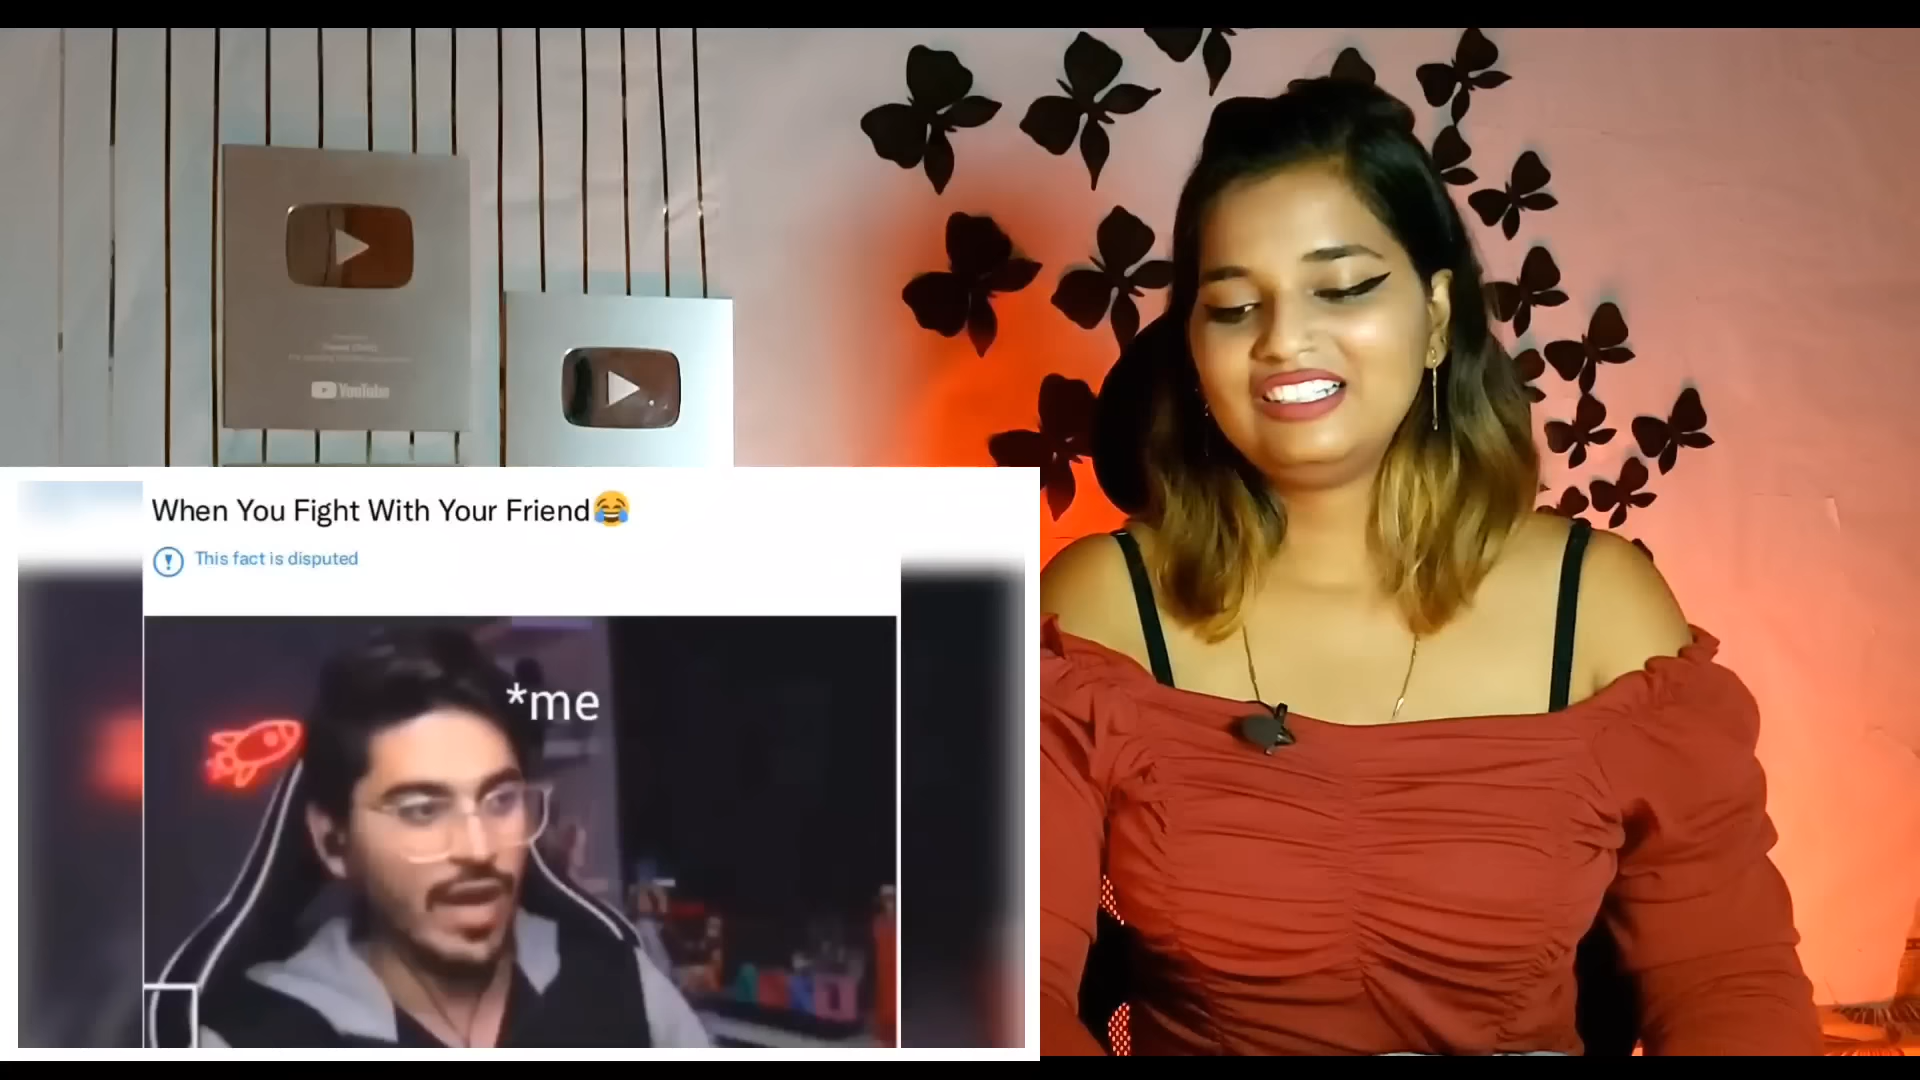 YouTube
When You Fight With Your Friend😂
This fact is disputed
*me